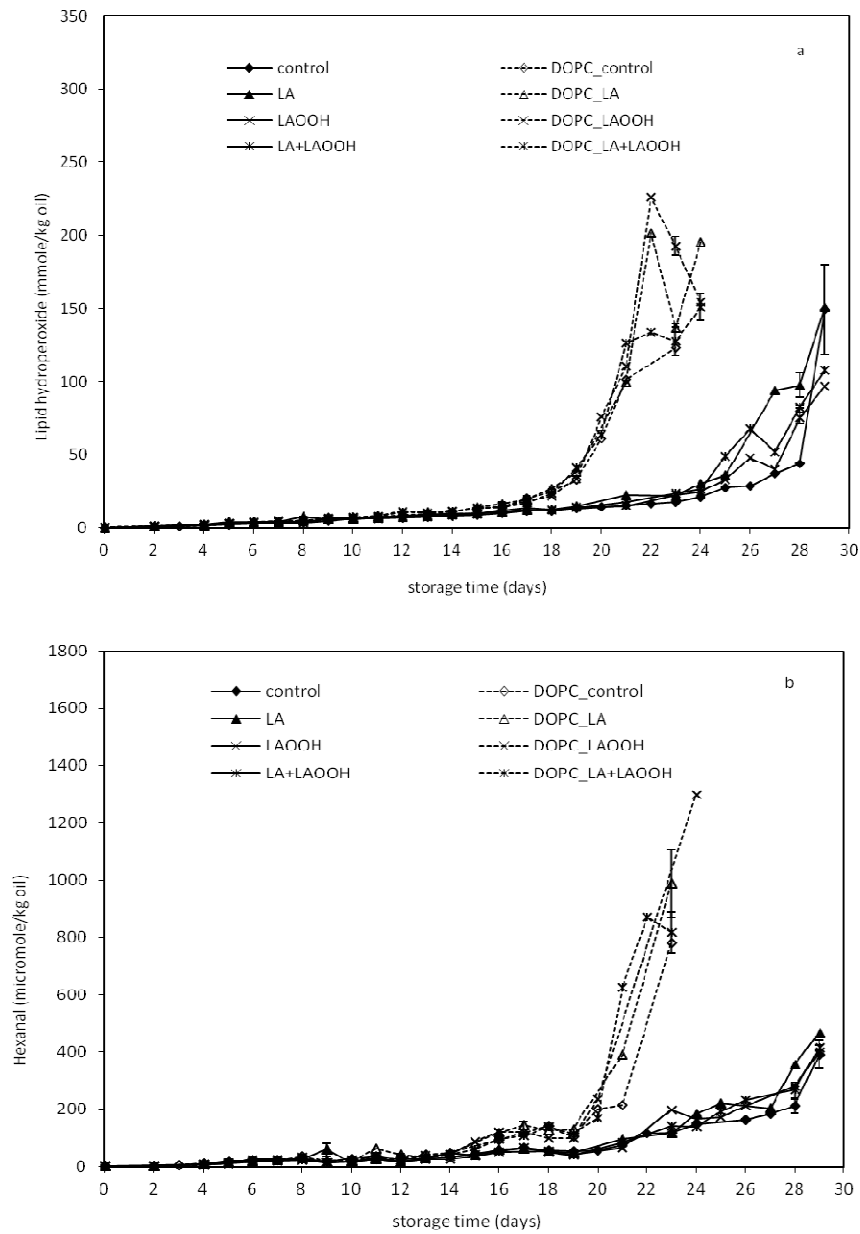 350
300
250
200
150
100
50
0
a
control
DOPC_control
LA
DOPC_LA
LAOOH
DOPC_LAOOH
LA+LAOOH
DOPC_LA+LAOOH
Lipid hydroperoxide (mmole/kg oil)
0 2 4 6 8 10 12 14 16 18 20 22 24 26 28 30
storage time (days)
1800
1600
1400
1200
1000
800
600
400
200
0
b
control
DOPC_control
LA
DOPC_LA
LAOOH
DOPC_LAOOH
LA+LAOOH
DOPC_LA+LAOOH
Hexanal (micromole/kg oil)
0 2 4 6 8 10 12 14 16 18 20 22 24 26 28 30
storage time (days)